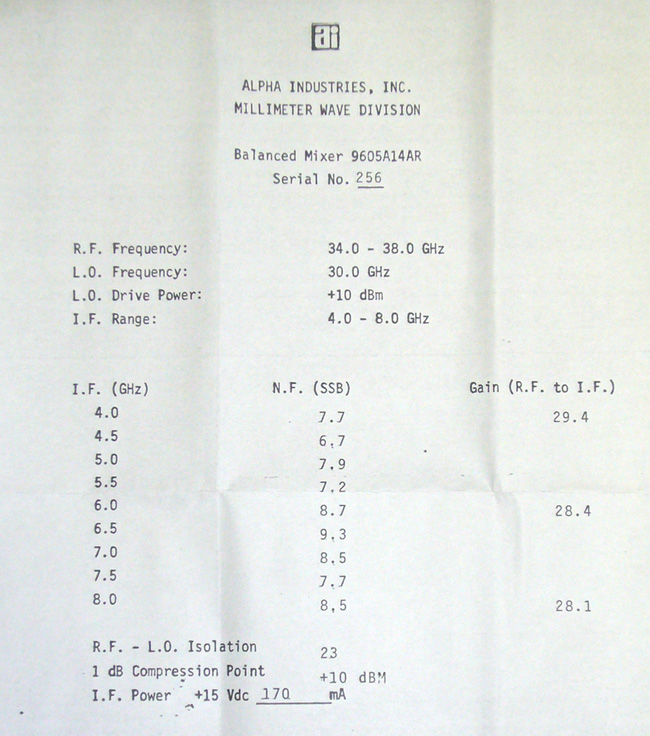 ai
ALPHA INDUSTRIES, INC.
MILLIMETER WAVE DIVISION
Balanced Mixer 9605A14AR
Serial No. 256
R.F. Frequency: 34.0 - 38.0 GHz
L.O. Frequency: 30.0 GHz
L.O. Drive Power: +10 dBm
I.F. Range: 4.0 - 8.0 GHz
I.F. (GHz) N.F. (SSB) Gain (R.F. to I.F.)
4.0 7.7 29.4
4.5 6.7
5.0 7.9
5.5 7.2
6.0 8.7 28.4
6.5 9.3
7.0 8.5
7.5 7.7
8.0 8.5 28.1
R.F. - L.O. Isolation 23
1 dB Compression Point +10 dBM
I.F. Power +15 Vdc 170 mA